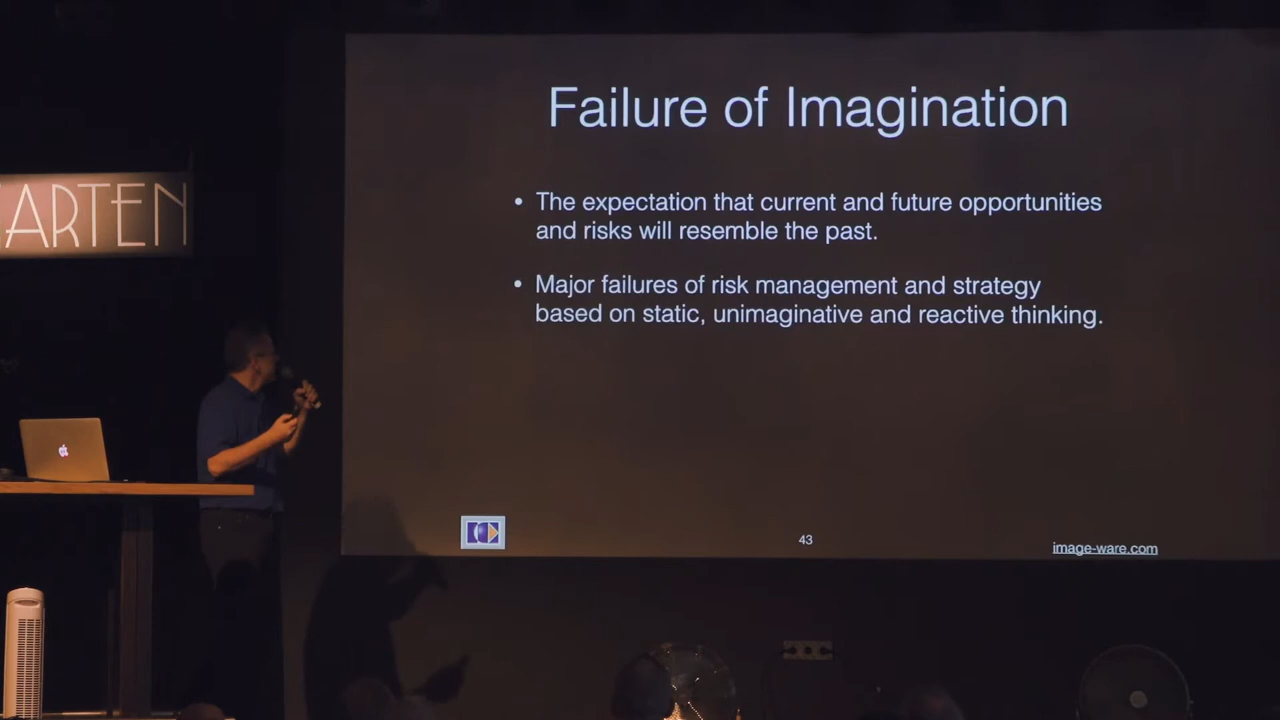 ARTEN
Failure of Imagination
• The expectation that current and future opportunities
and risks will resemble the past.
• Major failures of risk management and strategy
based on static, unimaginative and reactive thinking.
43
image-ware.com